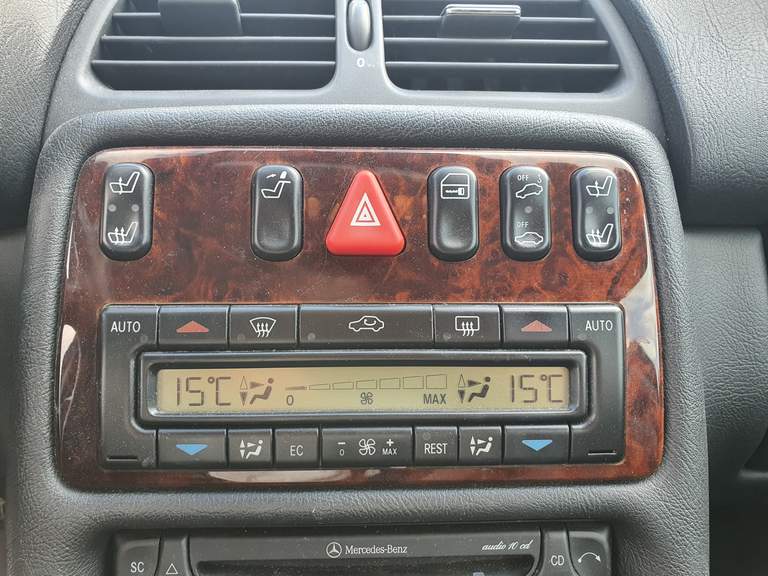 0
OFF
OFF
AUTO AUTO
15°C 0 MAX 15°C
EC - 0 + MAX REST
SC Mercedes-Benz audio 10 cd CD